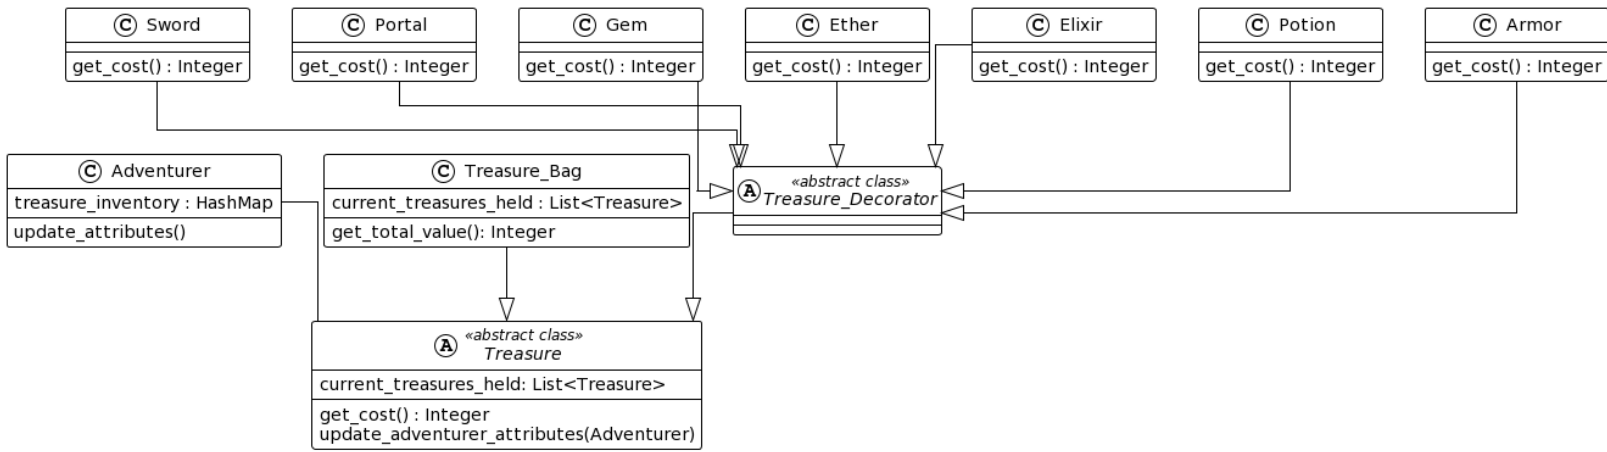 C Sword
get_cost() : Integer
C Portal
get_cost() : Integer
C Gem
get_cost() : Integer
C Ether
get_cost() : Integer
C Elixir
get_cost() : Integer
C Potion
get_cost() : Integer
C Armor
get_cost() : Integer
C Adventurer
treasure_inventory : HashMap
update_attributes()
C Treasure_Bag
current_treasures_held : List<Treasure>
get_total_value(): Integer
A «abstract class»
Treasure_Decorator
A «abstract class»
Treasure
current_treasures_held: List<Treasure>
get_cost() : Integer
update_adventurer_attributes(Adventurer)